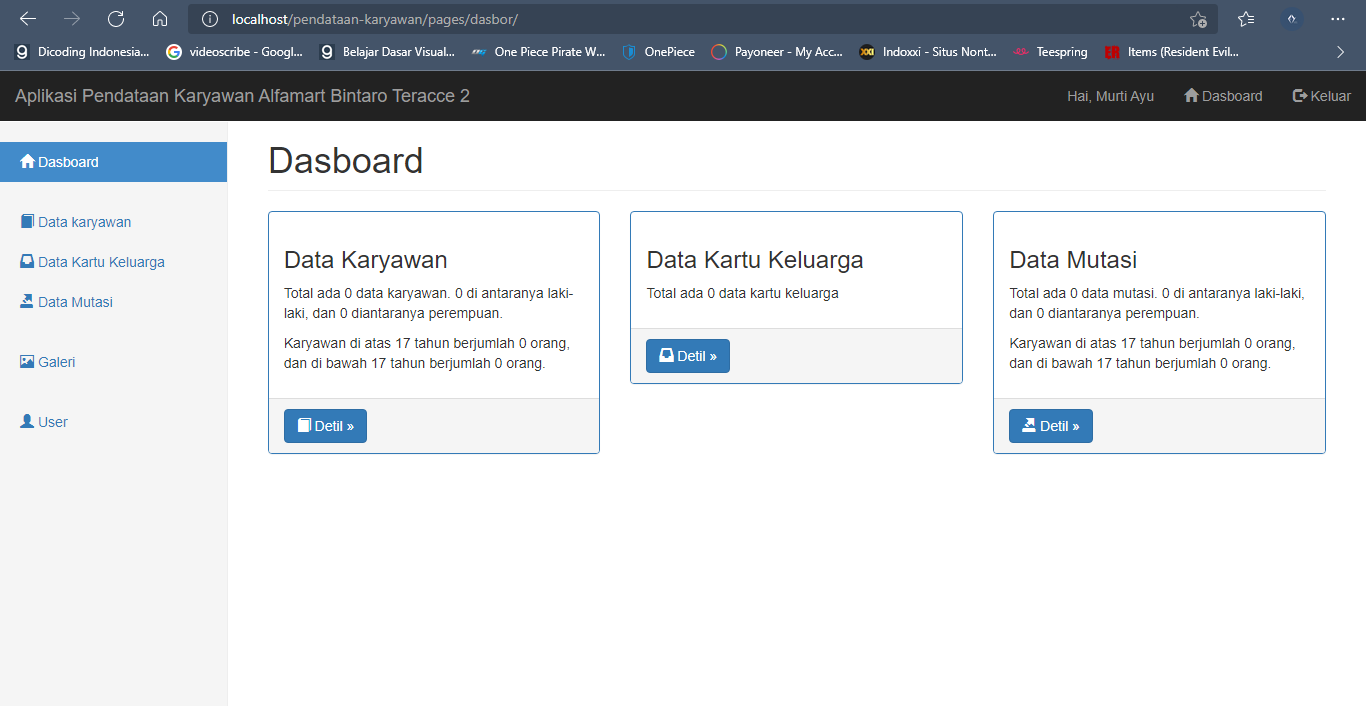 localhost/pendataan-karyawan/pages/dasbor/
Dicoding Indonesia...
videoscribe - Googl...
Belajar Dasar Visual...
One Piece Pirate W...
OnePiece
Payoneer - My Acc...
Indoxxi - Situs Nont...
Teespring
Items (Resident Evil...
Aplikasi Pendataan Karyawan Alfamart Bintaro Teracce 2
Hai, Murti Ayu
Dasboard
Keluar
Dasboard
Data karyawan
Data Kartu Keluarga
Data Mutasi
Galeri
User
Dasboard
Data Karyawan
Total ada 0 data karyawan. 0 di antaranya laki-
laki, dan 0 diantaranya perempuan.
Karyawan di atas 17 tahun berjumlah 0 orang,
dan di bawah 17 tahun berjumlah 0 orang.
Detil »
Data Kartu Keluarga
Total ada 0 data kartu keluarga
Detil »
Data Mutasi
Total ada 0 data mutasi. 0 di antaranya laki-laki,
dan 0 diantaranya perempuan.
Karyawan di atas 17 tahun berjumlah 0 orang,
dan di bawah 17 tahun berjumlah 0 orang.
Detil »